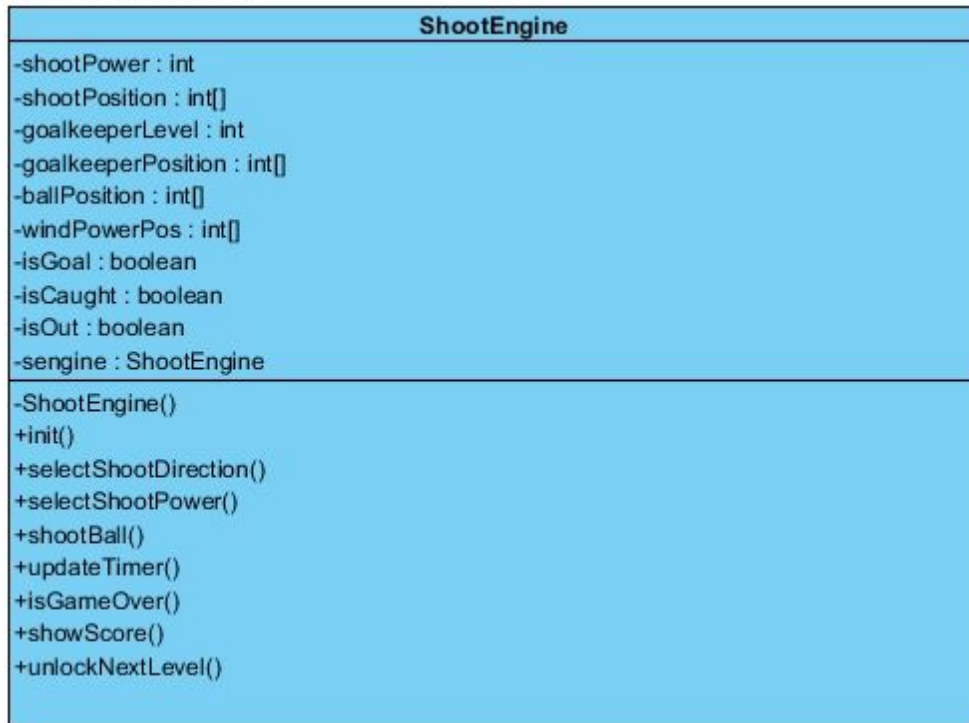 ShootEngine
-shootPower : int
-shootPosition : int[]
-goalkeeperLevel : int
-goalkeeperPosition : int[]
-ballPosition : int[]
-windPowerPos : int[]
-isGoal : boolean
-isCaught : boolean
-isOut : boolean
-sengine : ShootEngine
-ShootEngine()
+init()
+selectShootDirection()
+selectShootPower()
+shootBall()
+updateTimer()
+isGameOver()
+showScore()
+unlockNextLevel()